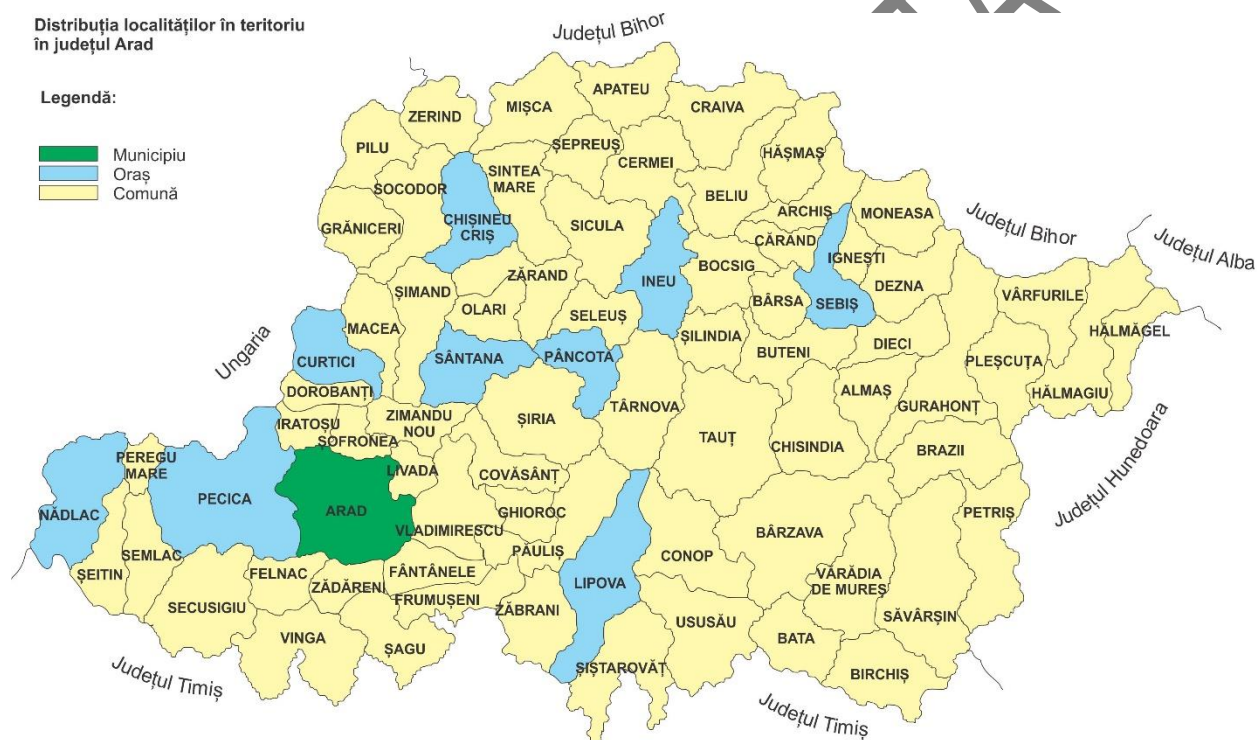 Distribuția localităților în teritoriu
în județul Arad
Legendă:
Municipiu
Oraș
Comună
Județul Bihor
APATEU
MIȘCA
CRAIVA
ZERIND
ȘEPREUȘ
PILU
CERMEI
HĂȘMAȘ
SINTEA
MARE
SOCODOR
BELIU
ARCHIȘ
MONEASA
CHIȘINEU
CRIȘ
SICULA
GRĂNICERI
Județul Bihor
Județul Alba
CĂRAND
IGNEȘTI
BOCSIG
ZĂRAND
INEU
ȘIMAND
DEZNA
VÂRFURILE
BÂRSA
SEBIȘ
OLARI
SELEUȘ
MACEA
HĂLMĂGEL
ȘILINDIA
DIECI
BUTENI
Ungaria
CURTICI
SÂNTANA
PÂNCOTA
PLEȘCUȚA
DOROBANȚI
ALMAȘ
HĂLMAGIU
GURAHONȚ
TÂRNOVA
ZIMANDU
NOU
ȘIRIA
IRATOȘU
ȘOFRONEA
TAUȚ
CHISINDIA
BRAZII
PEREGU
MARE
LIVADA
COVĂSÂNȚ
Județul Hunedoara
PECICA
ARAD
NĂDLAC
GHIOROC
PETRIȘ
VLADIMIRESCU
BÂRZAVA
SEMLAC
PĂULIȘ
CONOP
ȘEITIN
FELNAC
FÂNTÂNELE
ZĂDĂRENI
LIPOVA
VĂRĂDIA
DE MUREȘ
FRUMUȘENI
SECUSIGIU
ZĂBRANI
USUSĂU
SĂVÂRȘIN
VINGA
BATA
ȘAGU
ȘIȘTAROVĂȚ
BIRCHIȘ
Județul Timiș
Județul Timiș